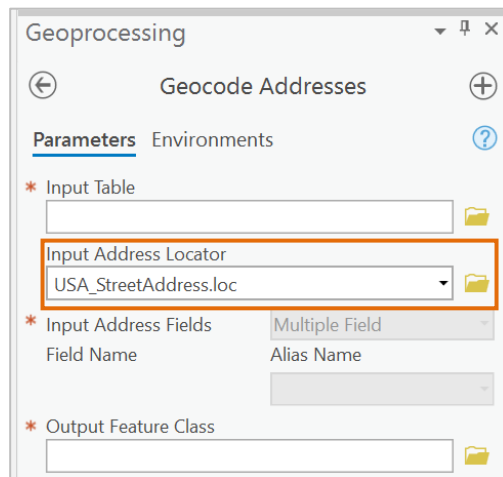 Geoprocessing
Geocode Addresses
Parameters Environments
?
* Input Table
Input Address Locator
USA_StreetAddress.loc
* Input Address Fields Multiple Field
Field Name Alias Name
* Output Feature Class